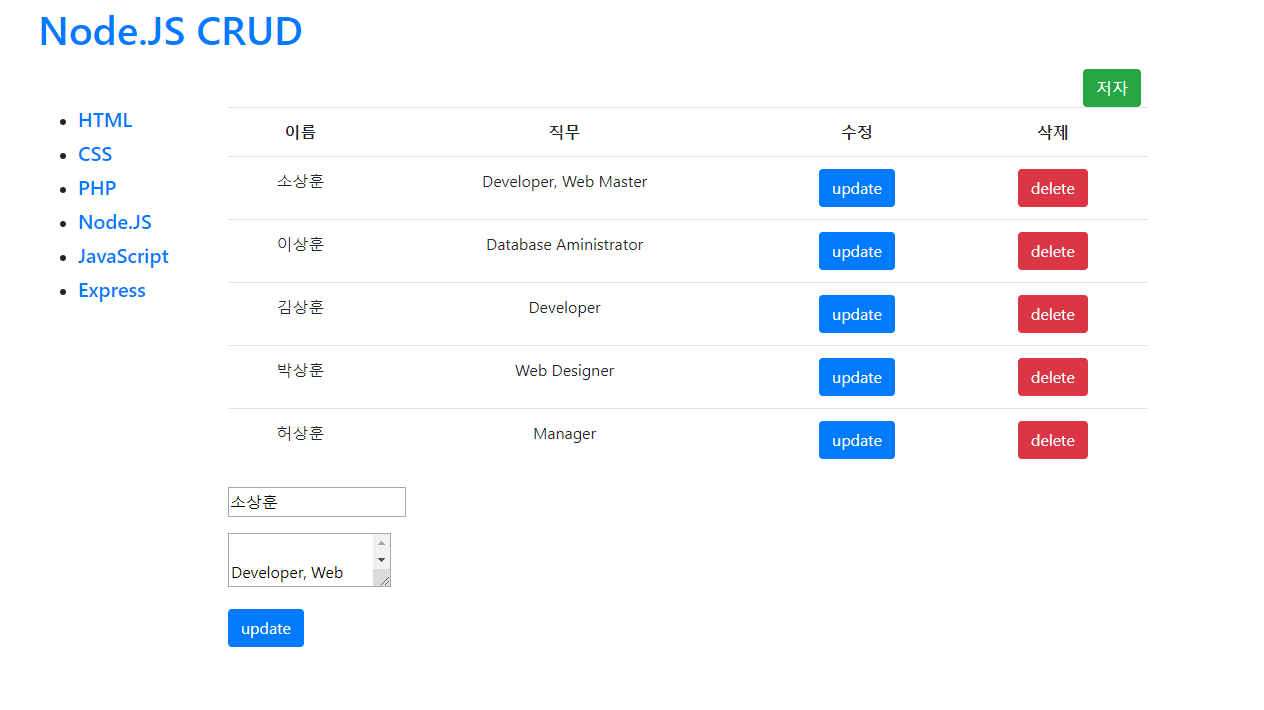 Node.JS CRUD
저자
HTML
CSS
PHP
Node.JS
JavaScript
Express
이름 직무 수정 삭제
소상훈 Developer, Web Master update delete
이상훈 Database Aministrator update delete
김상훈 Developer update delete
박상훈 Web Designer update delete
허상훈 Manager update delete
소상훈
Developer, Web
update